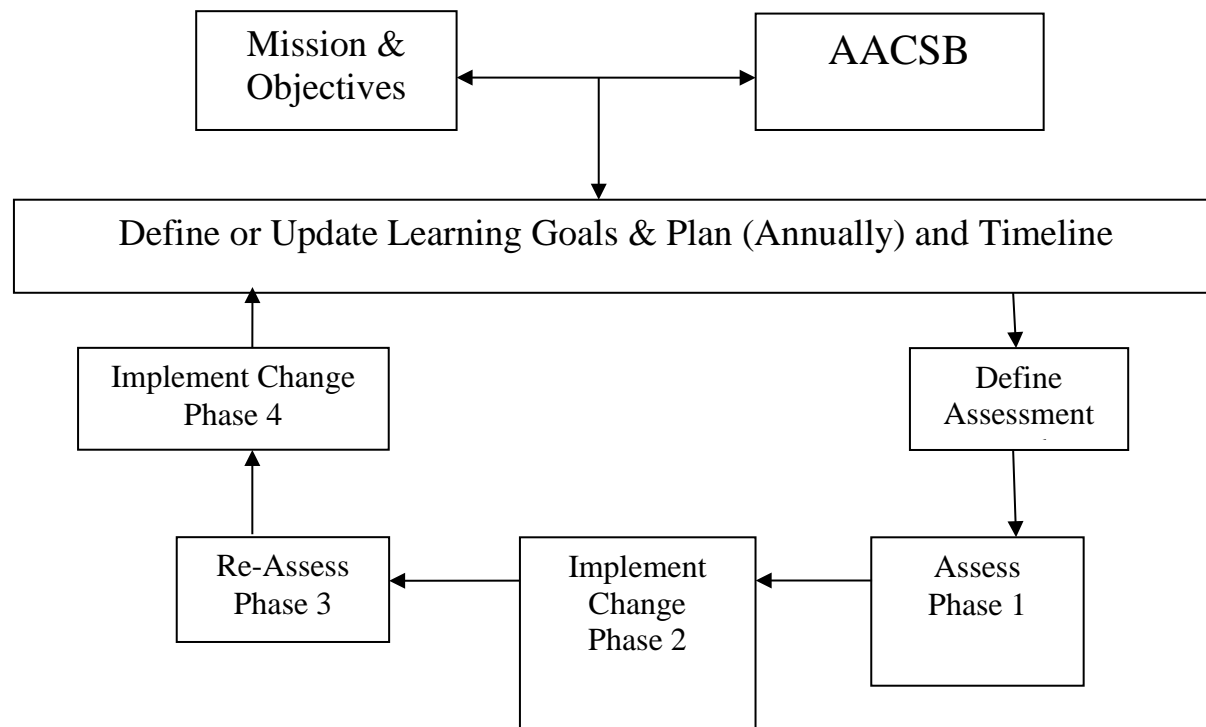 Mission &
Objectives
AACSB
Define or Update Learning Goals & Plan (Annually) and Timeline
Implement Change
Phase 4
Define
Assessment
Re-Assess
Phase 3
Implement
Change
Phase 2
Assess
Phase 1